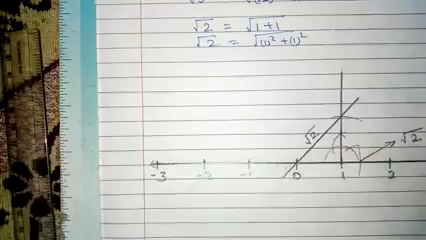 √2 = √1+1
√2 = √(1)² + (1)²
√2
√2
-3 -2 -1 0 1 2